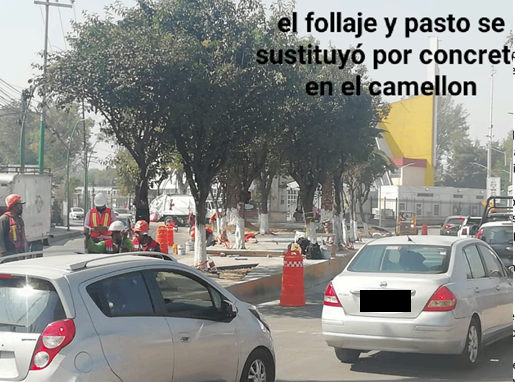 el follaje y pasto se
sustituyó por concret
en el camellon